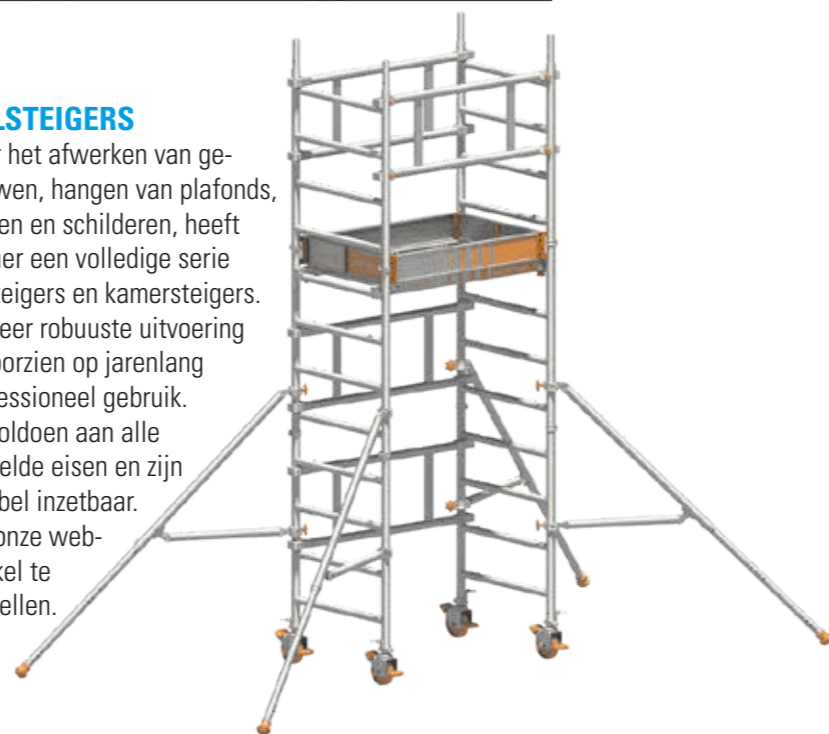 LSTEIGERS
r het afwerken van ge-
wen, hangen van plafonds,
en en schilderen, heeft
er een volledige serie
teigers en kamersteigers.
eer robuuste uitvoering
orzien op jarenlang
essioneel gebruik.
oldoen aan alle
elde eisen en zijn
bel inzetbaar.
onze web-
kel te
ellen.